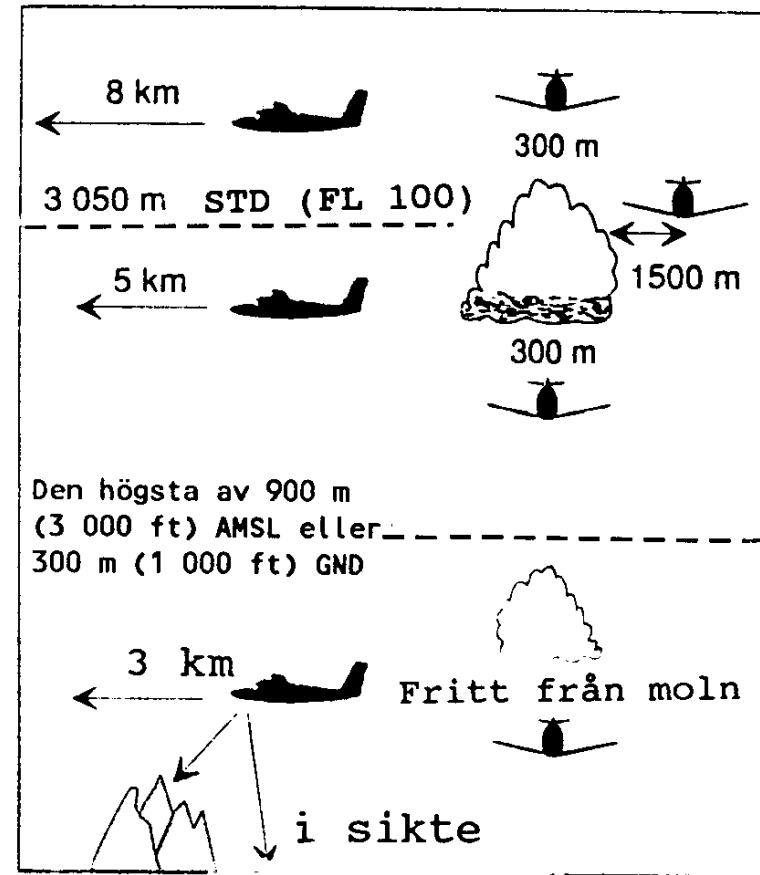 8 km
300 m
3 050 m STD (FL 100)
5 km
1500 m
300 m
Den högsta av 900 m
(3 000 ft) AMSL eller
300 m (1 000 ft) GND
3 km
Fritt från moln
i sikte